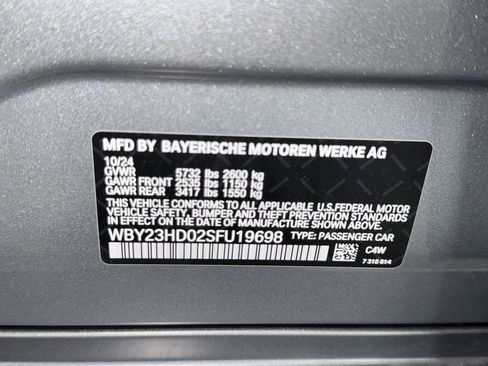 MFD BY BAYERISCHE MOTOREN WERKE AG
10/24
GVWR 5732 lbs 2600 kg
GAWR FRONT 2535 lbs 1150 kg
GAWR REAR 3417 lbs 1550 kg
THIS VEHICLE CONFORMS TO ALL APPLICABLE U.S.FEDERAL MOTOR
VEHICLE SAFETY, BUMPER AND THEFT PREVENTION STANDARDS IN
EFFECT ON THE DATE OF MANUFACTURE SHOWN ABOVE.
WBY23HD02SFU19698 TYPE: PASSENGER CAR
C4W
7 315 814